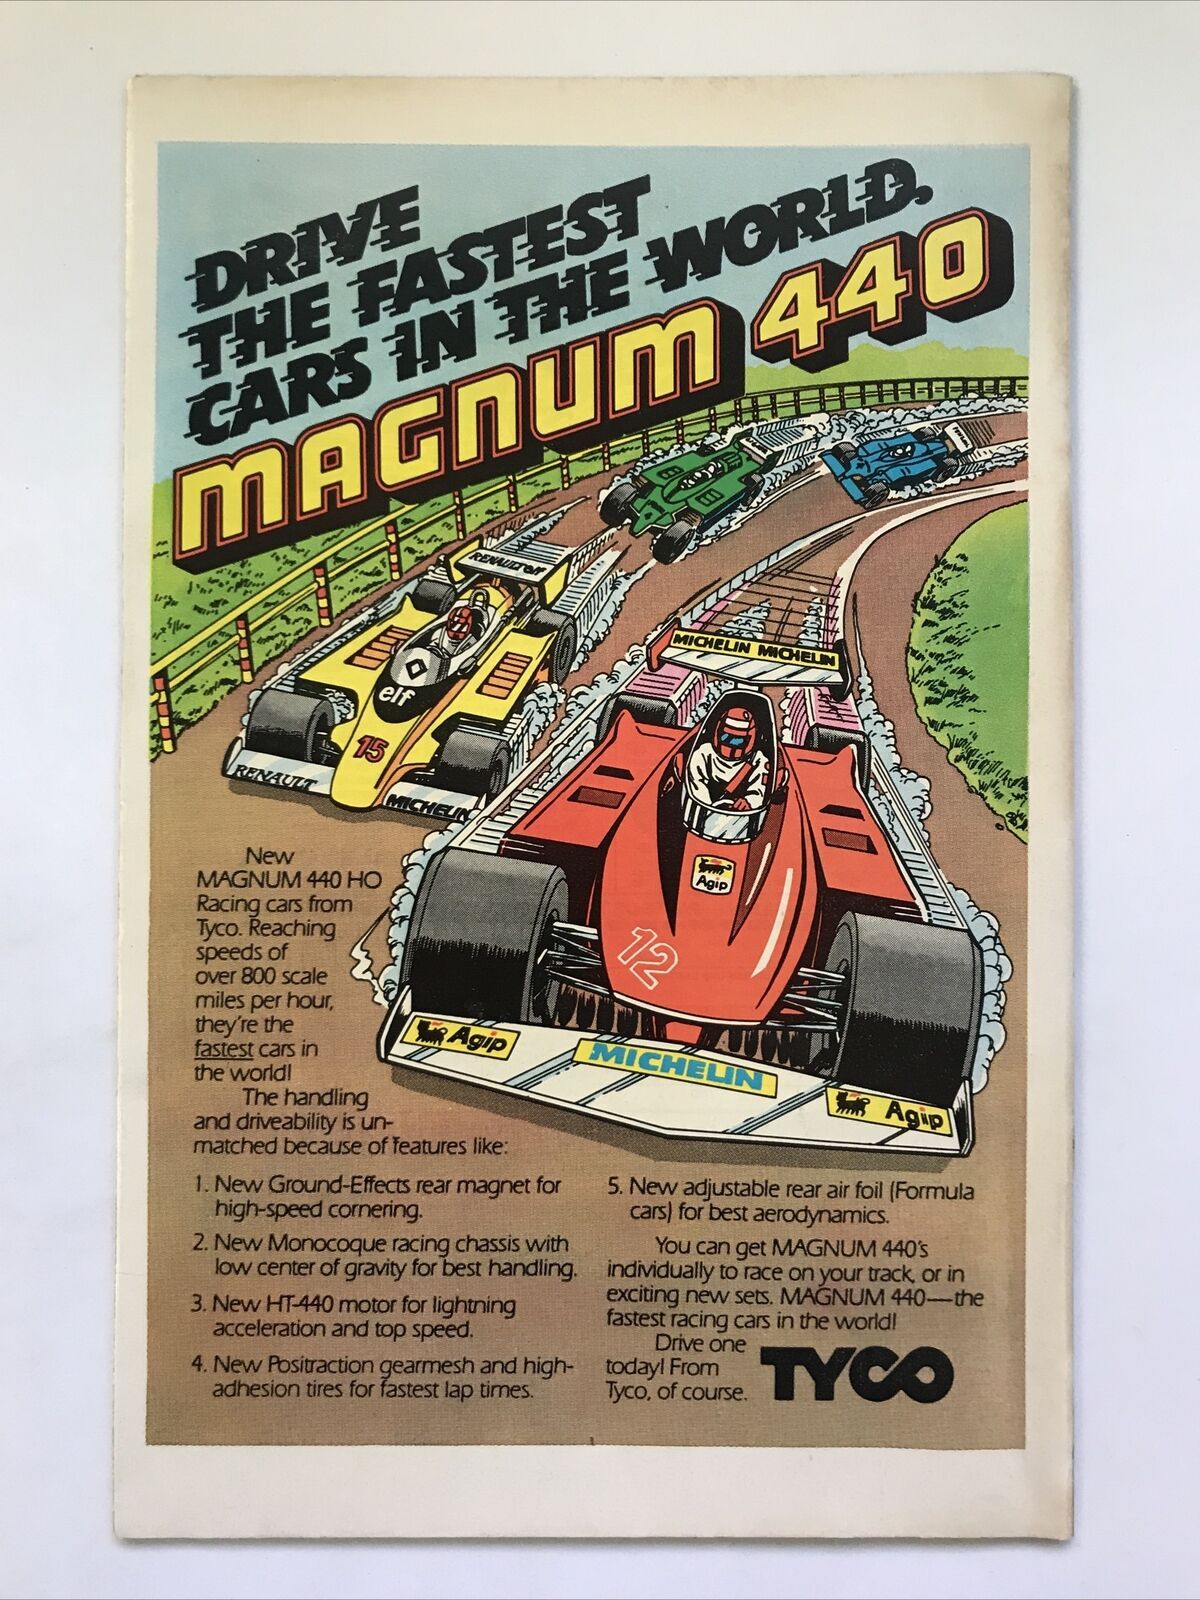 DRIVE
THE FASTEST
CARS IN THE WORLD.
MAGNUM 440
RENAULT elf
MICHELIN MICHELIN
elf
15
RENAULT
MICHELIN
Agip
12
Agip
MICHELIN
Agip
New
MAGNUM 440 HO
Racing cars from
Tyco. Reaching
speeds of
over 800 scale
miles per hour,
they're the
fastest cars in
the world!
The handling
and driveability is un-
matched because of features like:
1. New Ground-Effects rear magnet for
high-speed cornering.
2. New Monocoque racing chassis with
low center of gravity for best handling.
3. New HT-440 motor for lightning
acceleration and top speed.
4. New Positraction gearmesh and high-
adhesion tires for fastest lap times.
5. New adjustable rear air foil (Formula
cars) for best aerodynamics.
You can get MAGNUM 440's
individually to race on your track, or in
exciting new sets. MAGNUM 440—the
fastest racing cars in the world!
Drive one
today! From
Tyco, of course.
TYCO